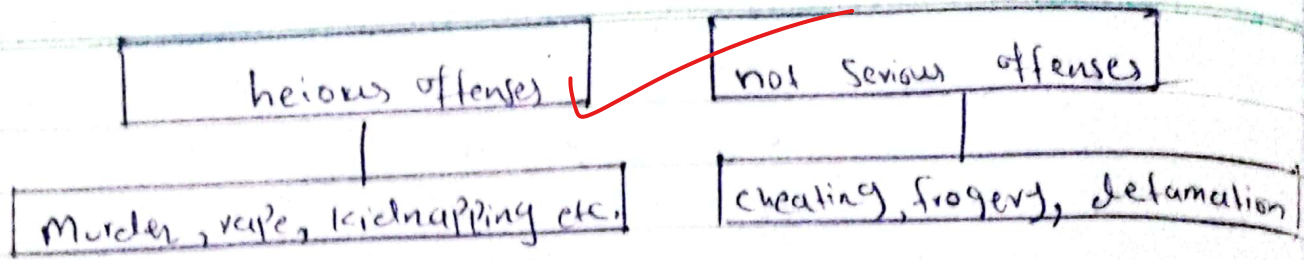 heious offenses
not serious offenses
Murder, rape, kidnapping etc.
cheating, frogery, defamation